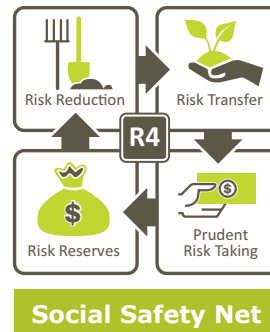 Risk Reduction
Risk Transfer
R4
$
$
Risk Reserves
Prudent
Risk Taking
Social Safety Net